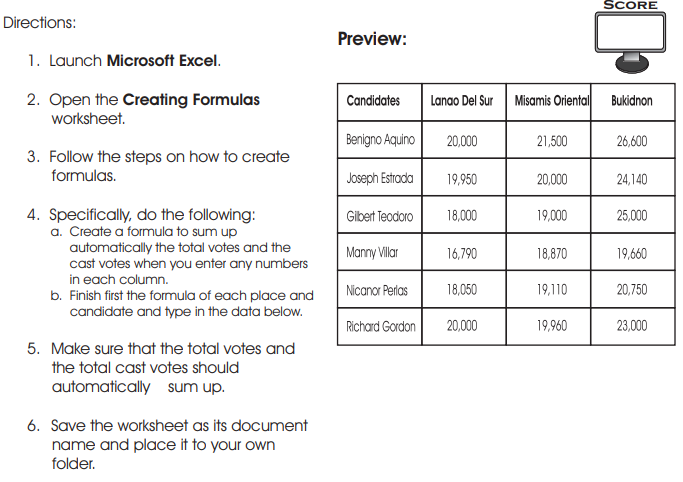 SCORE
Directions:
1. Launch Microsoft Excel.
2. Open the Creating Formulas
worksheet.
3. Follow the steps on how to create
formulas.
4. Specifically, do the following:
a. Create a formula to sum up
automatically the total votes and the
cast votes when you enter any numbers
in each column.
b. Finish first the formula of each place and
candidate and type in the data below.
5. Make sure that the total votes and
the total cast votes should
automatically sum up.
6. Save the worksheet as its document
name and place it to your own
folder.
Preview:
Candidates Lanao Del Sur Misamis Oriental Bukidnon
Benigno Aquino 20,000 21,500 26,600
Joseph Estrada 19,950 20,000 24,140
Gilbert Teodoro 18,000 19,000 25,000
Manny Villar 16,790 18,870 19,660
Nicanor Perlas 18,050 19,110 20,750
Richard Gordon 20,000 19,960 23,000